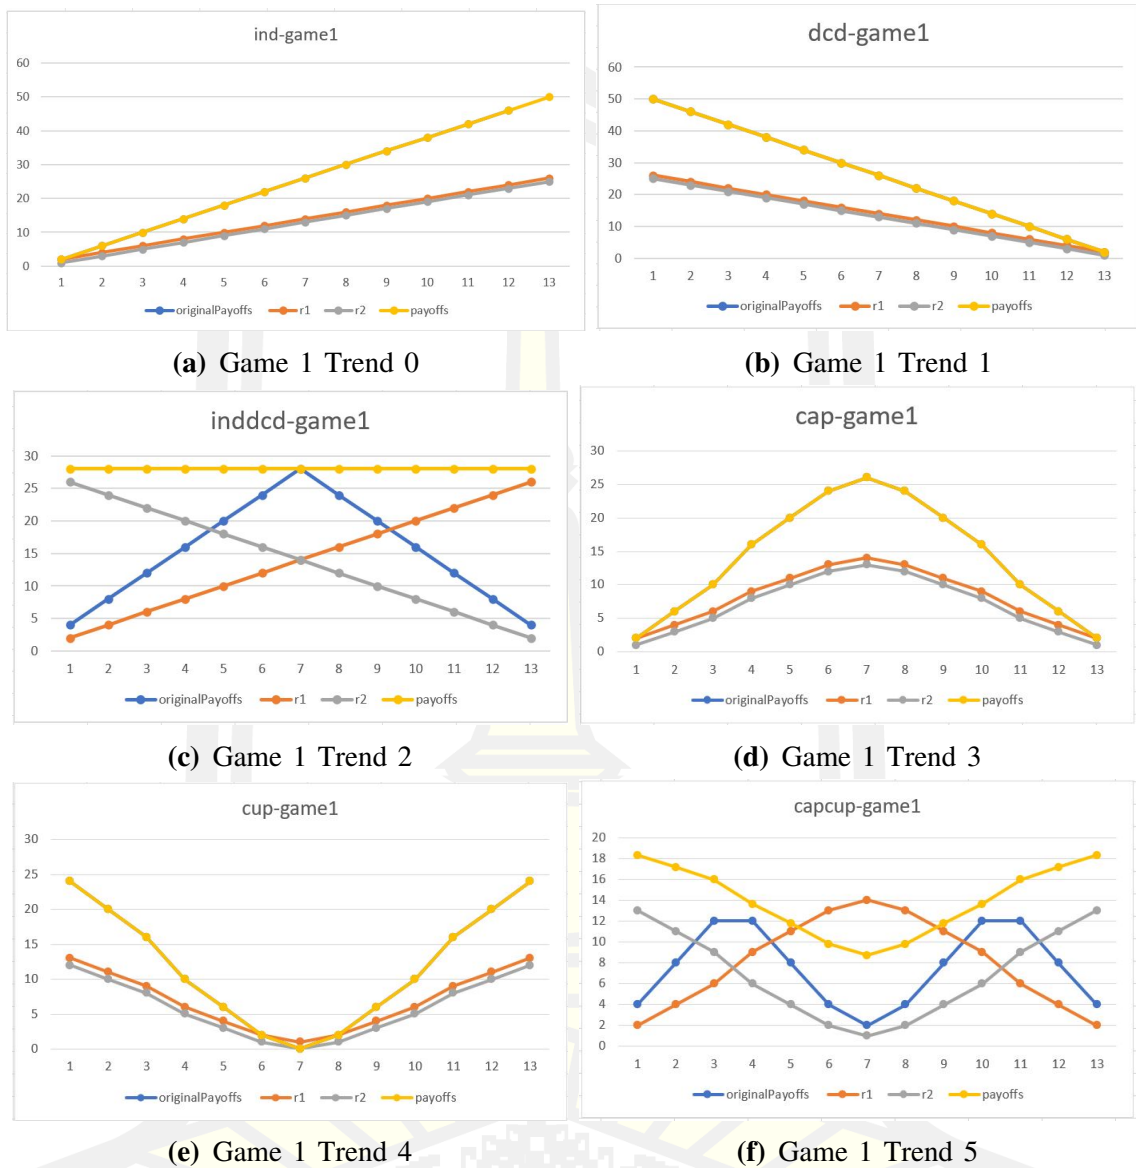 ind-game1
60
50
40
30
20
10
0
1 2 3 4 5 6 7 8 9 10 11 12 13
originalPayoffs r1 r2 payoffs
(a) Game 1 Trend 0
dcd-game1
60
50
40
30
20
10
0
1 2 3 4 5 6 7 8 9 10 11 12 13
originalPayoffs r1 r2 payoffs
(b) Game 1 Trend 1
inddcd-game1
30
25
20
15
10
5
0
1 2 3 4 5 6 7 8 9 10 11 12 13
originalPayoffs r1 r2 payoffs
(c) Game 1 Trend 2
cap-game1
30
25
20
15
10
5
0
1 2 3 4 5 6 7 8 9 10 11 12 13
originalPayoffs r1 r2 payoffs
(d) Game 1 Trend 3
cup-game1
30
25
20
15
10
5
0
1 2 3 4 5 6 7 8 9 10 11 12 13
originalPayoffs r1 r2 payoffs
(e) Game 1 Trend 4
capcup-game1
20
18
16
14
12
10
8
6
4
2
0
1 2 3 4 5 6 7 8 9 10 11 12 13
originalPayoffs r1 r2 payoffs
(f) Game 1 Trend 5